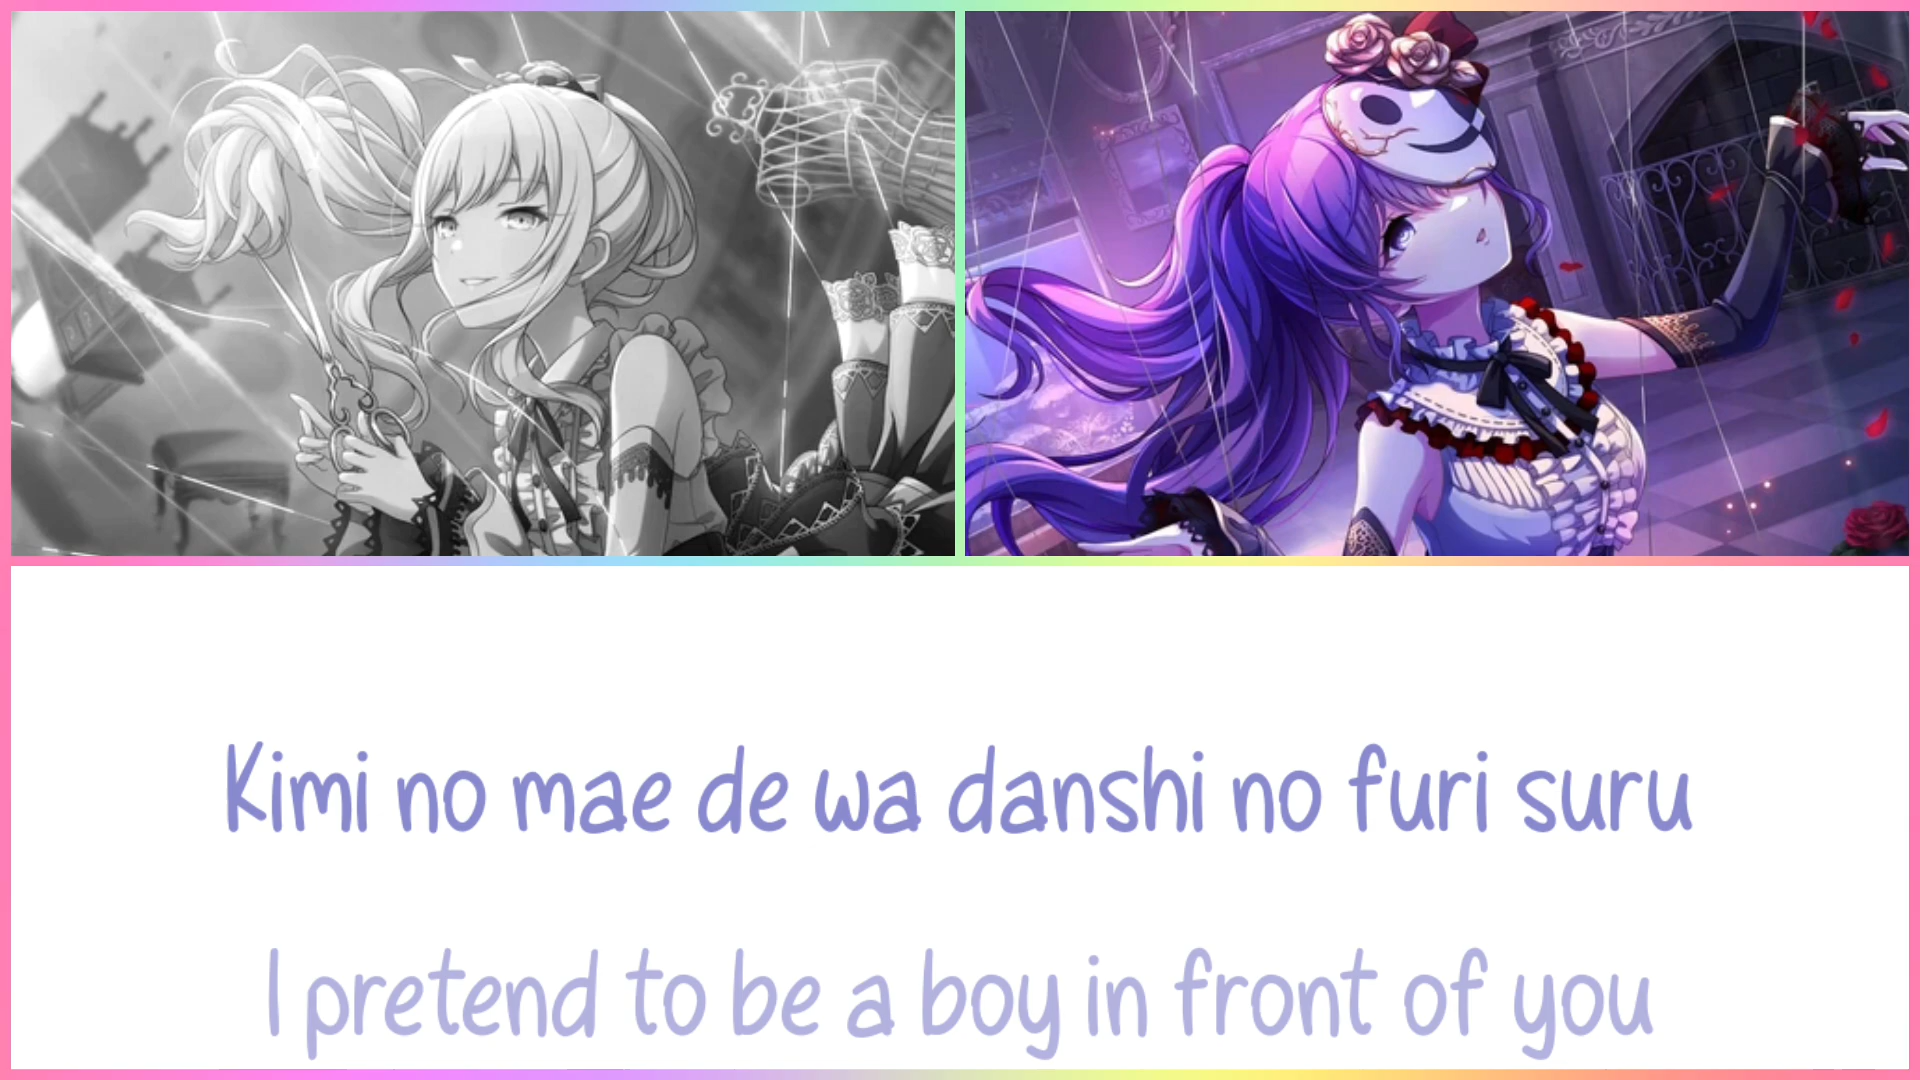 Kimi no mae de wa danshi no furi suru
I pretend to be a boy in front of you